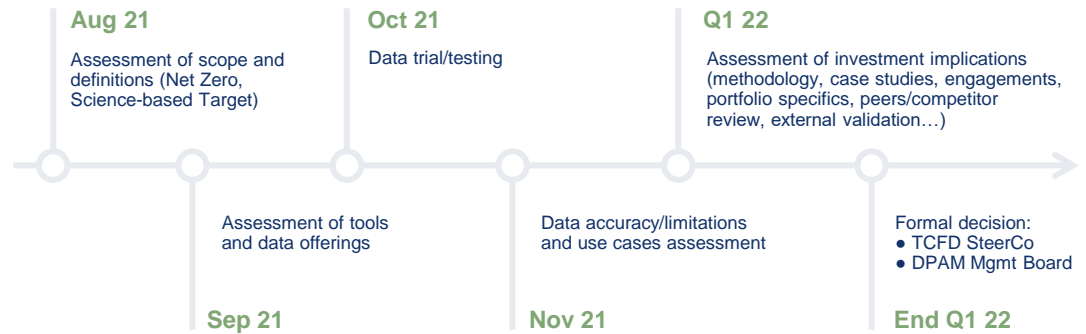 Aug 21
Assessment of scope and
definitions (Net Zero,
Science-based Target)
Oct 21
Data trial/testing
Q1 22
Assessment of investment implications
(methodology, case studies, engagements,
portfolio specifics, peers/competitor
review, external validation…)
Assessment of tools
and data offerings
Sep 21
Data accuracy/limitations
and use cases assessment
Nov 21
Formal decision:
● TCFD SteerCo
● DPAM Mgmt Board
End Q1 22